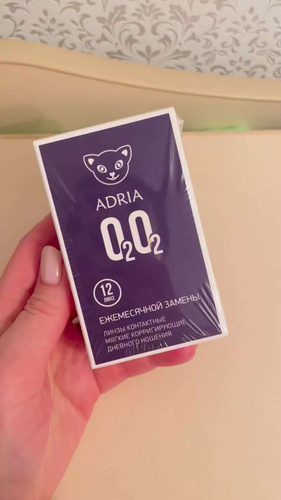 ADRIA
O₂O₂
12
ЛИНЗ
ЕЖЕМЕСЯЧНОЙ ЗАМЕНЫ
ЛИНЗЫ КОНТАКТНЫЕ
МЯГКИЕ КОРРИГИРУЮЩИЕ
ДНЕВНОГО НОШЕНИЯ